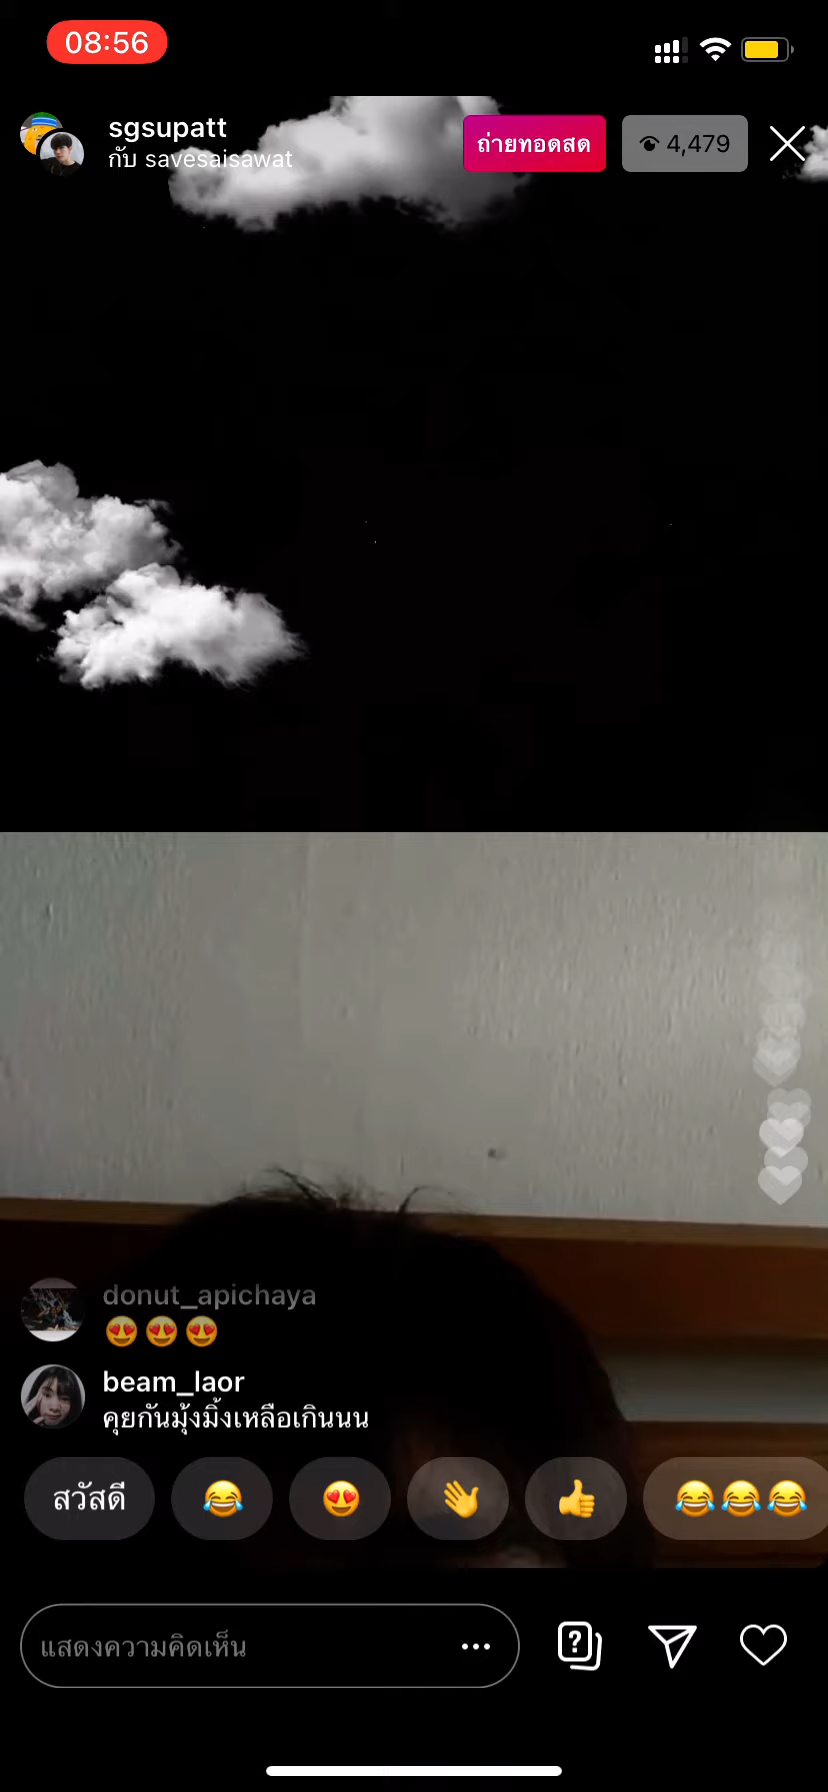 08:56
sgsupatt
กับ savesaisawat
ถ่ายทอดสด
4,479
donut_apichaya
😍😍😍
beam_laor
คุยกันมุ้งมิ้งเหลือเกินนน
สวัสดี
😂
😍
👋
👍
😂😂😂
แสดงความคิดเห็น